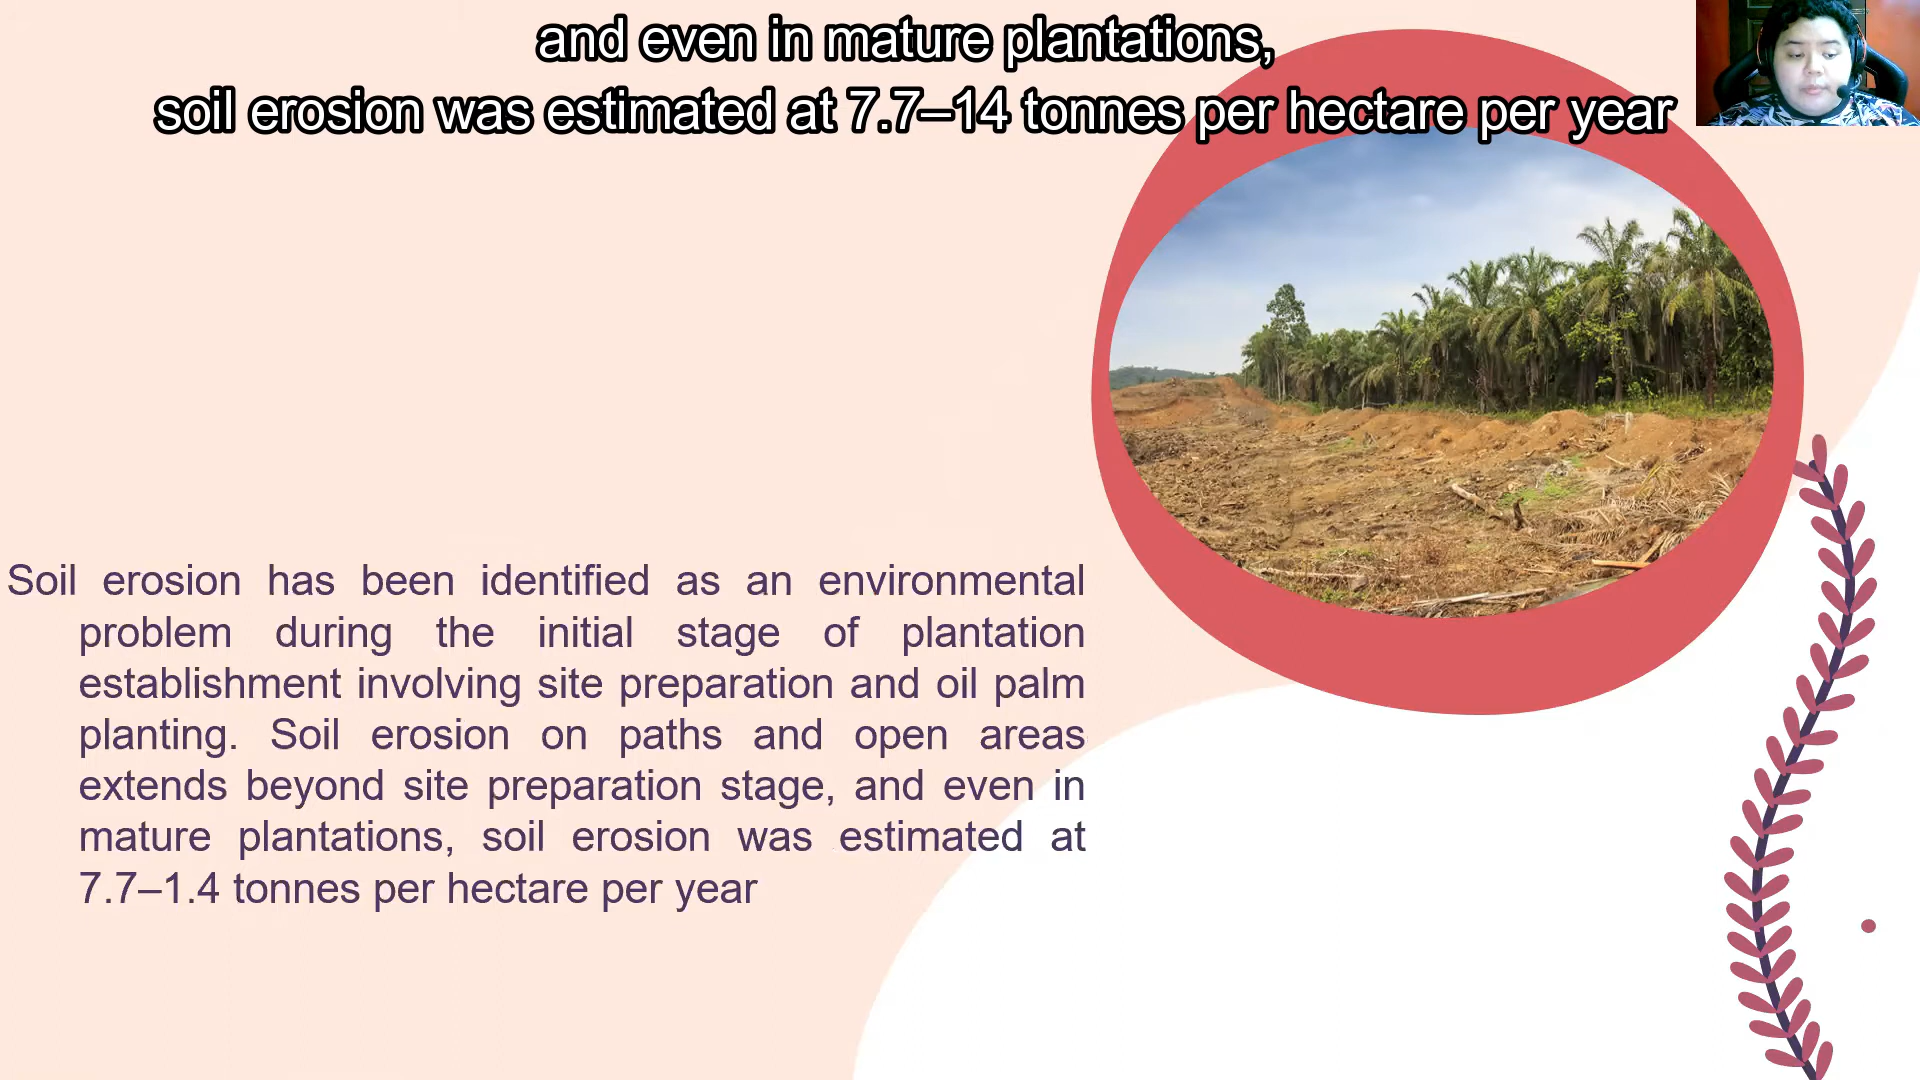 and even in mature plantations,
soil erosion was estimated at 7.7–14 tonnes per hectare per year
Soil erosion has been identified as an environmental
problem during the initial stage of plantation
establishment involving site preparation and oil palm
planting. Soil erosion on paths and open areas
extends beyond site preparation stage, and even in
mature plantations, soil erosion was estimated at
7.7–1.4 tonnes per hectare per year